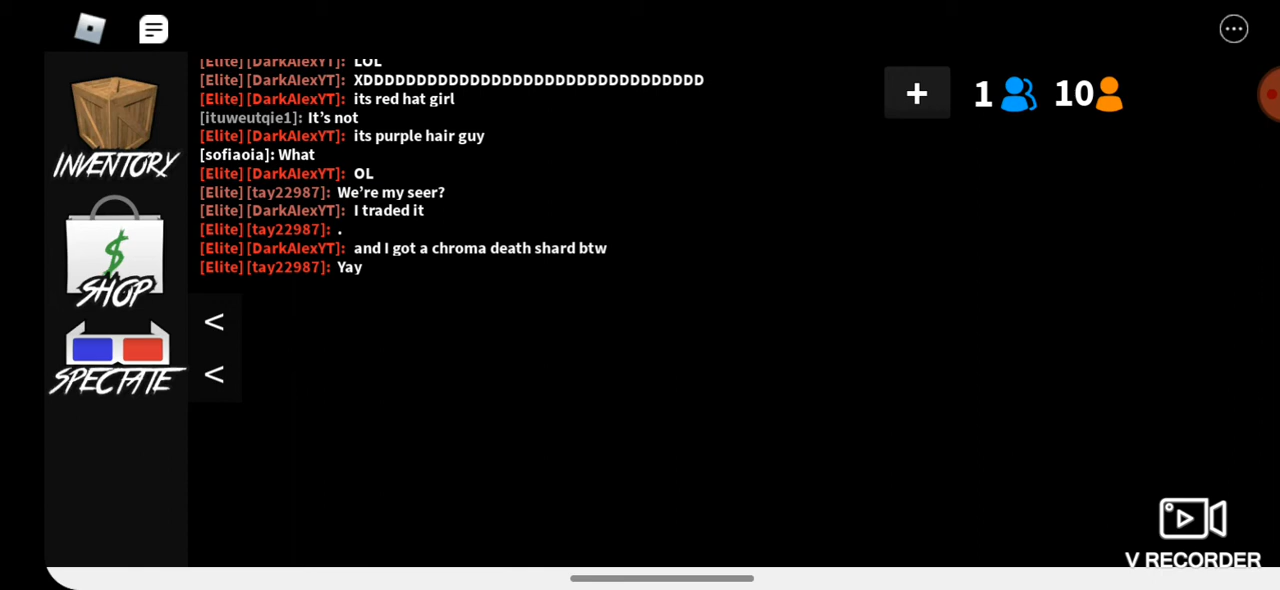 [Elite] [DarkAlexYT]: LOL
[Elite] [DarkAlexYT]: XDDDDDDDDDDDDDDDDDDDDDDDDDDDDDDDD
[Elite] [DarkAlexYT]: its red hat girl
[ituweutqie1]: It's not
[Elite] [DarkAlexYT]: its purple hair guy
[sofiaoia]: What
[Elite] [DarkAlexYT]: OL
[Elite] [tay22987]: We're my seer?
[Elite] [DarkAlexYT]: I traded it
[Elite] [tay22987]: .
[Elite] [DarkAlexYT]: and I got a chroma death shard btw
[Elite] [tay22987]: Yay
+ 1 10
INVENTORY
$
SHOP
<
<
SPECTATE
V RECORDER